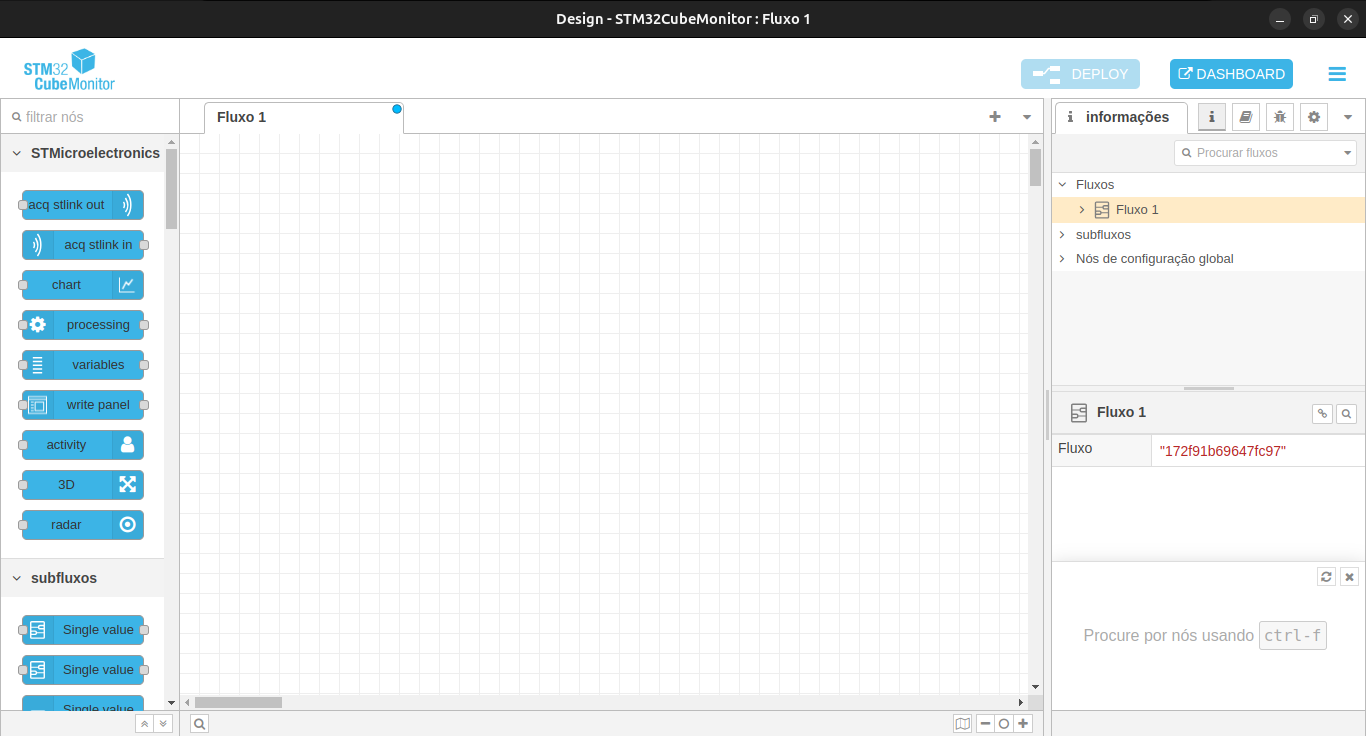 Design - STM32CubeMonitor : Fluxo 1
STM32
CubeMonitor
DEPLOY
DASHBOARD
filtrar nós
Fluxo 1
informações
STMicroelectronics
Procurar fluxos
acq stlink out
acq stlink in
chart
processing
variables
write panel
activity
3D
radar
subfluxos
Single value
Single value
Single value
Fluxos
Fluxo 1
subfluxos
Nós de configuração global
Fluxo 1
Fluxo "172f91b69647fc97"
Procure por nós usando ctrl-f